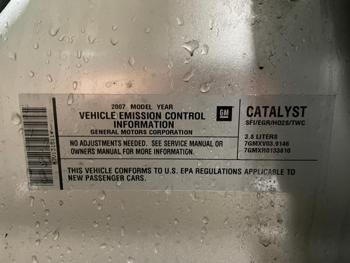 2007 MODEL YEAR
VEHICLE EMISSION CONTROL
INFORMATION
GENERAL MOTORS CORPORATION
GM
NO ADJUSTMENTS NEEDED. SEE SERVICE MANUAL OR
OWNERS MANUAL FOR MORE INFORMATION.
CATALYST
SFI/EGR/HO2S/TWC
3.8 LITERS
7GMXV03.9146
7GMXR0133810
THIS VEHICLE CONFORMS TO U.S. EPA REGULATIONS APPLICABLE TO
NEW PASSENGER CARS.